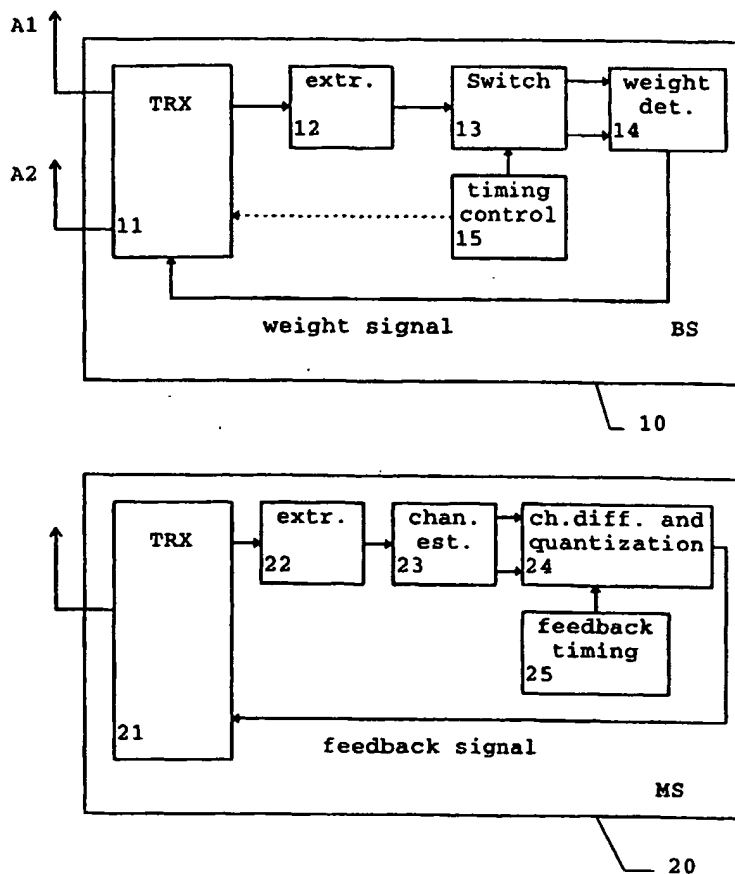 A1
TRX
11
extr.
12
Switch
13
weight
det.
14
A2
timing
control
15
weight signal
BS
10
TRX
21
extr.
22
chan.
est.
23
ch.diff. and
quantization
24
feedback
timing
25
feedback signal
MS
20